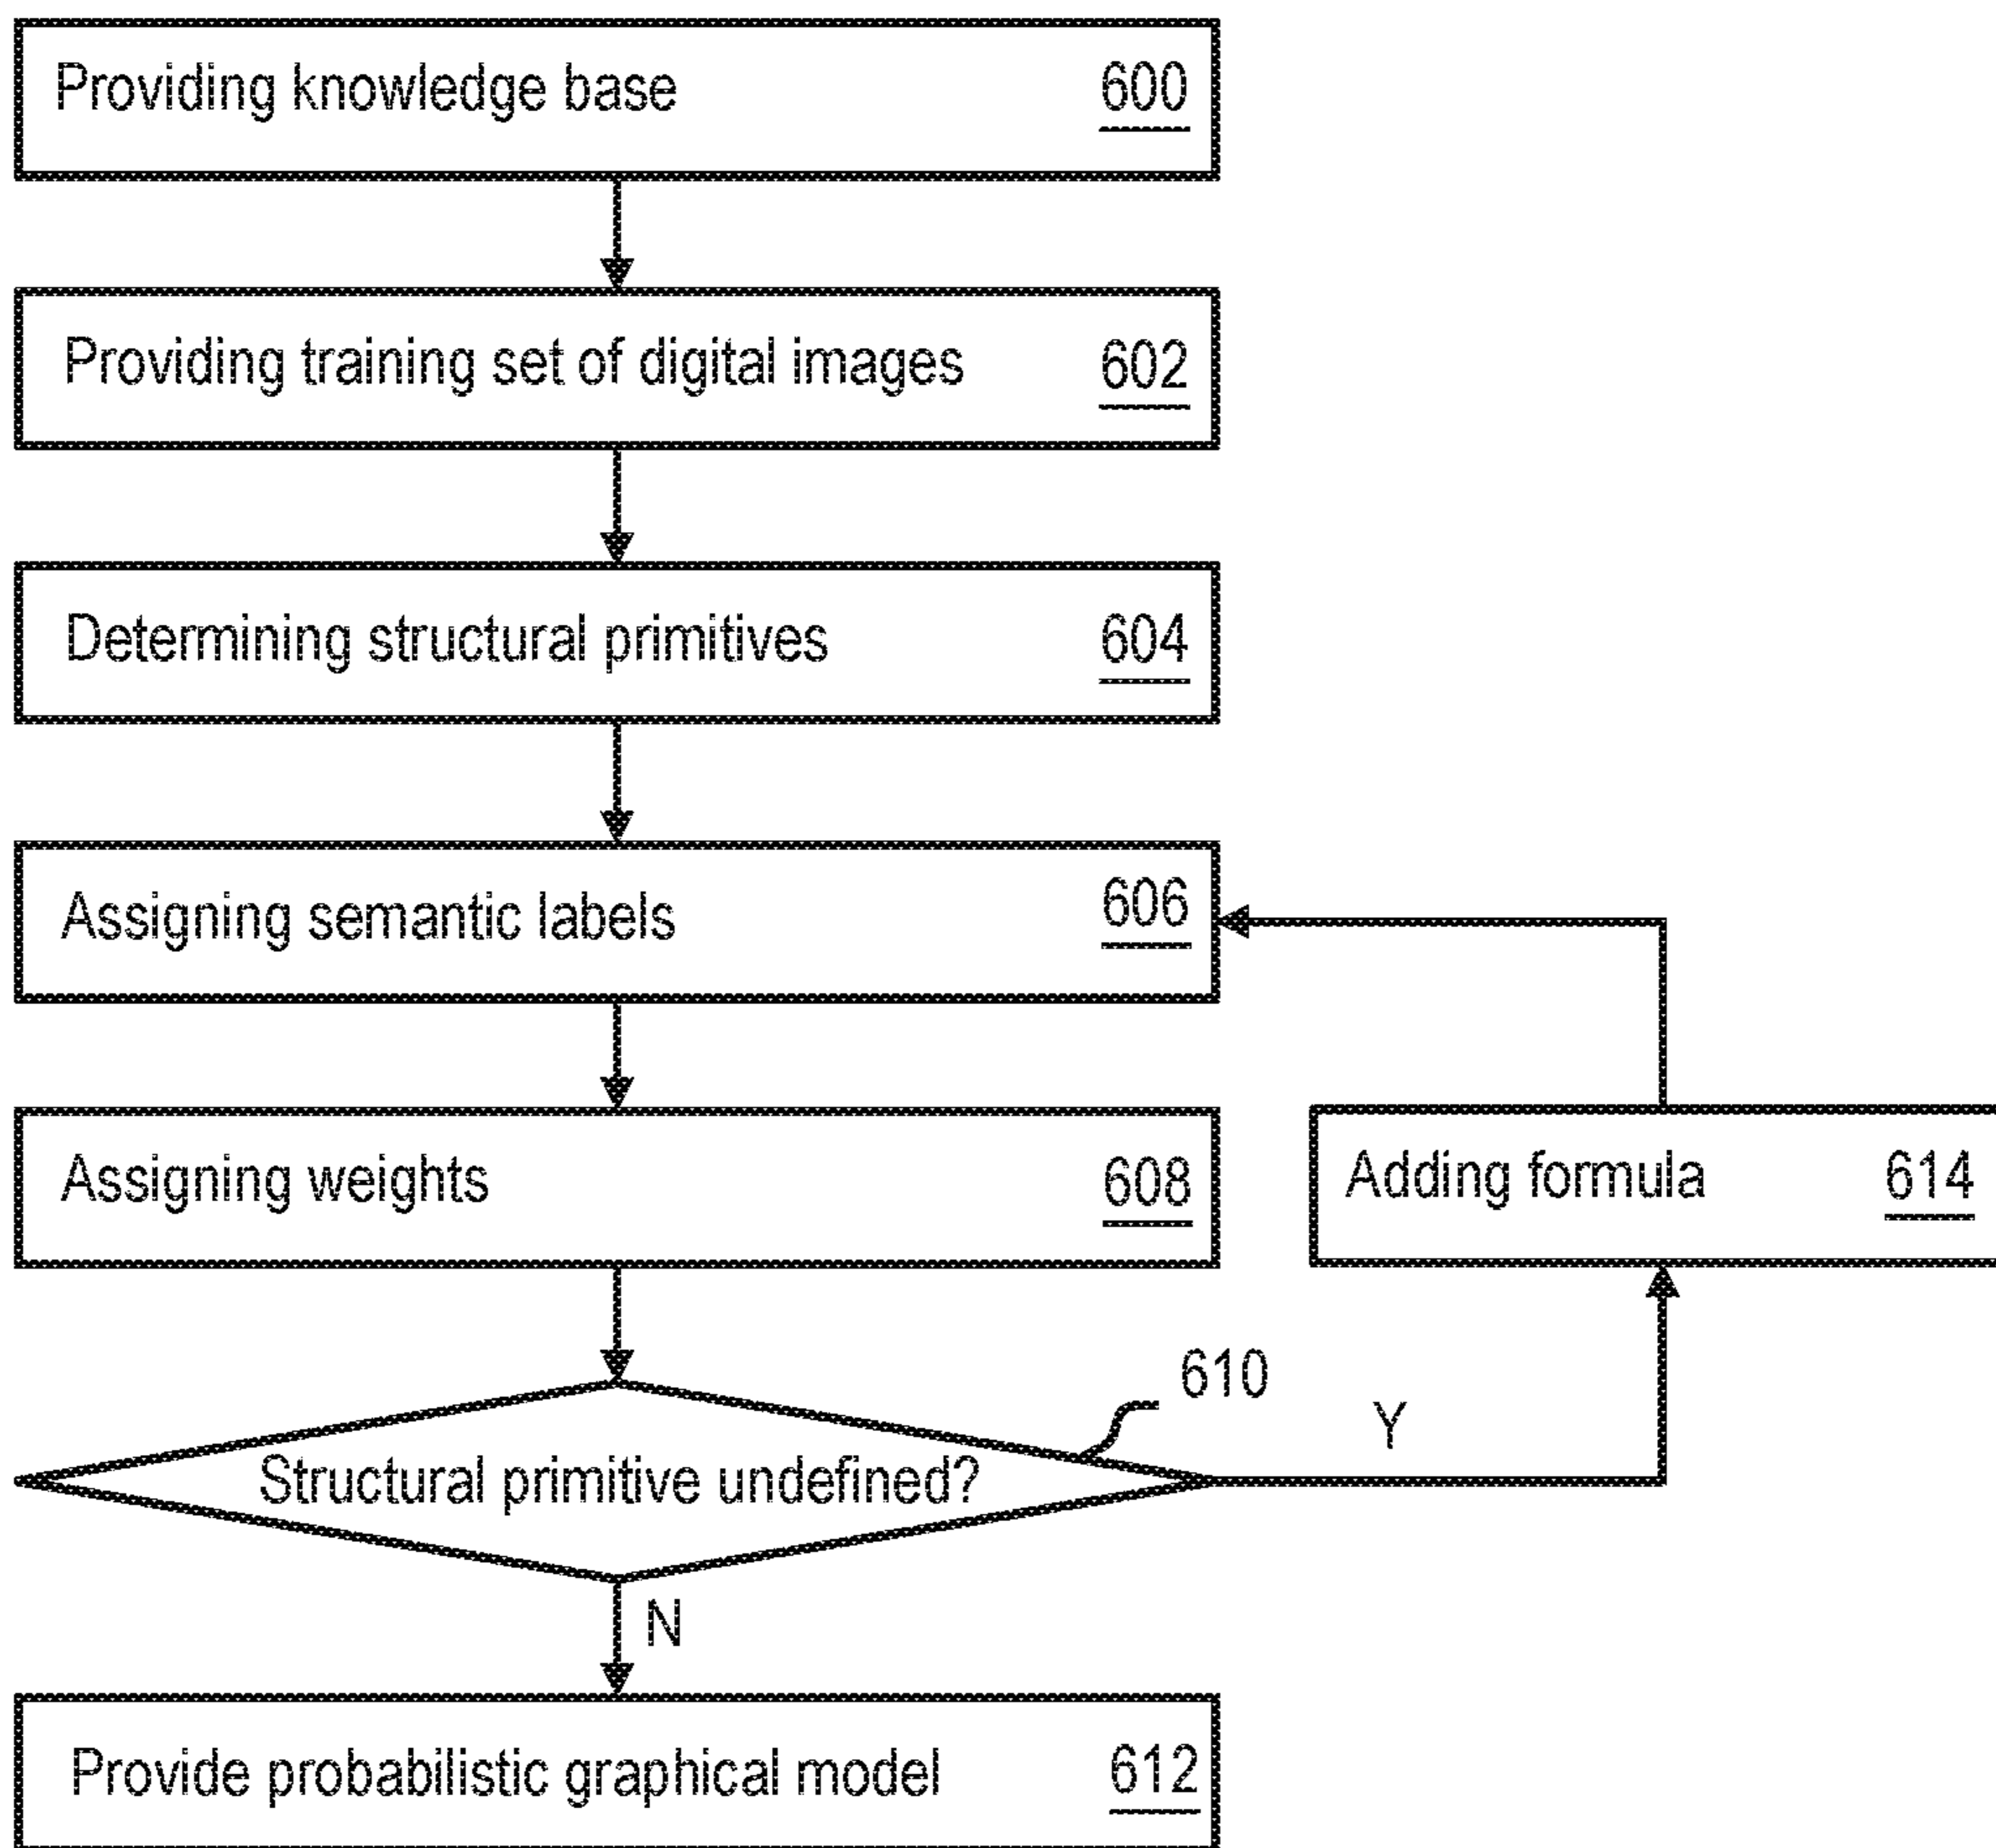 Providing knowledge base 600
Providing training set of digital images 602
Determining structural primitives 604
Assigning semantic labels 606
Assigning weights 608
Adding formula 614
610
Y
Structural primitive undefined?
N
Provide probabilistic graphical model 612